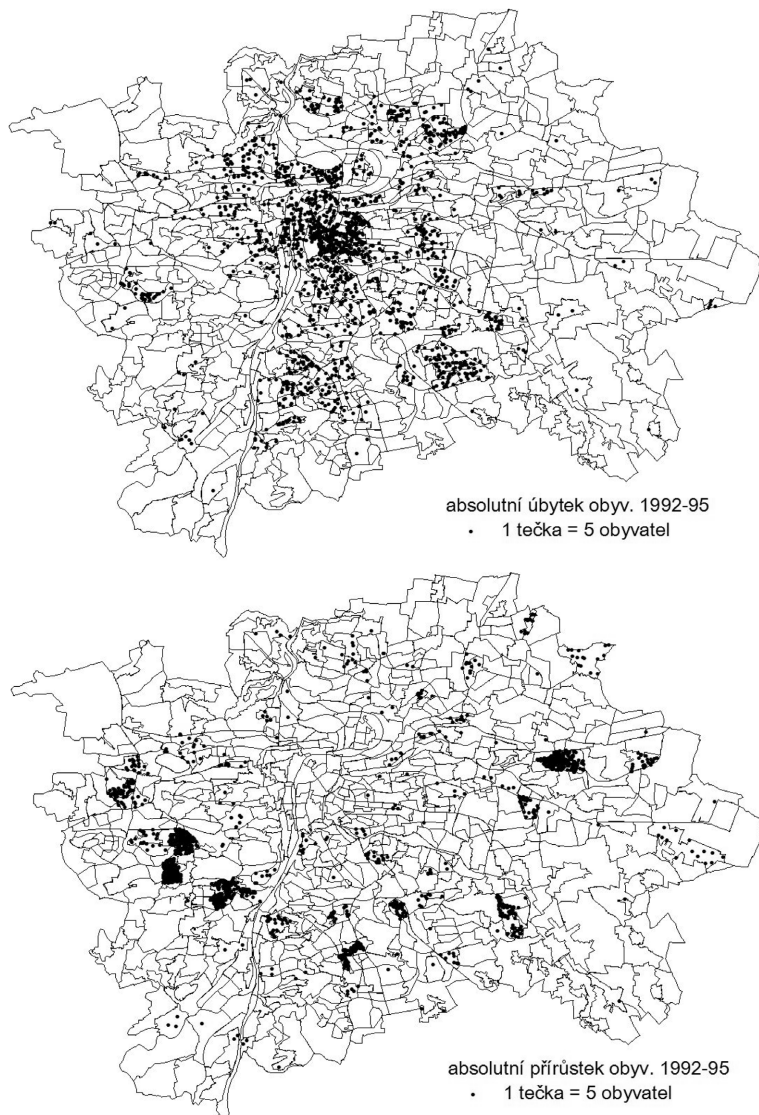 absolutní úbytek obyv. 1992-95
1 tečka = 5 obyvatel
absolutní přírůstek obyv. 1992-95
1 tečka = 5 obyvatel